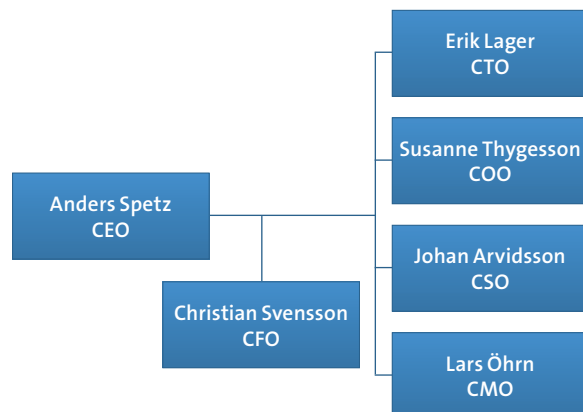 Erik Lager
CTO
Susanne Thygesson
COO
Anders Spetz
CEO
Johan Arvidsson
CSO
Christian Svensson
CFO
Lars Öhrn
CMO